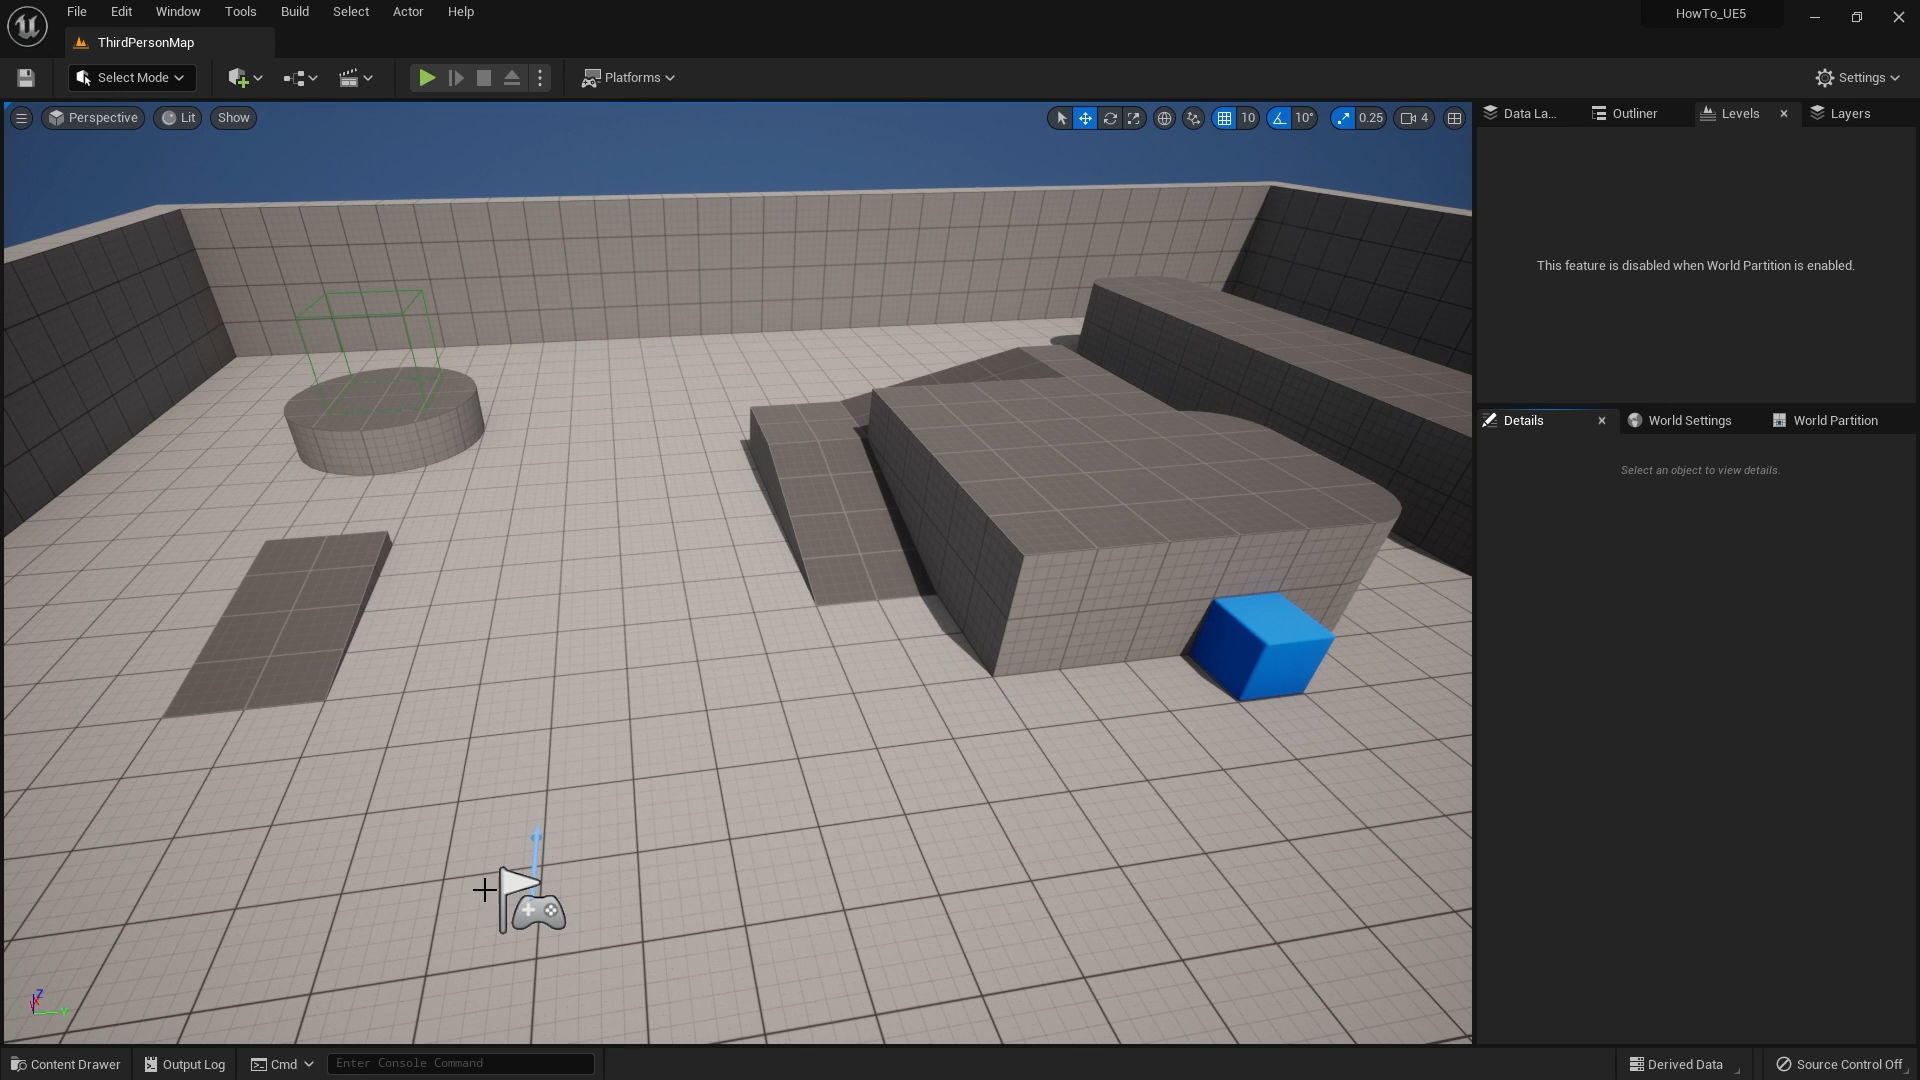 File Edit Window Tools Build Select Actor Help
HowTo_UE5
ThirdPersonMap
Select Mode
Platforms
Settings
Perspective Lit Show
10 10° 0.25 4
Data La... Outliner Levels Layers
This feature is disabled when World Partition is enabled.
Details World Settings World Partition
Select an object to view details.
Z
X
Y
Content Drawer Output Log Cmd Enter Console Command Derived Data Source Control Off